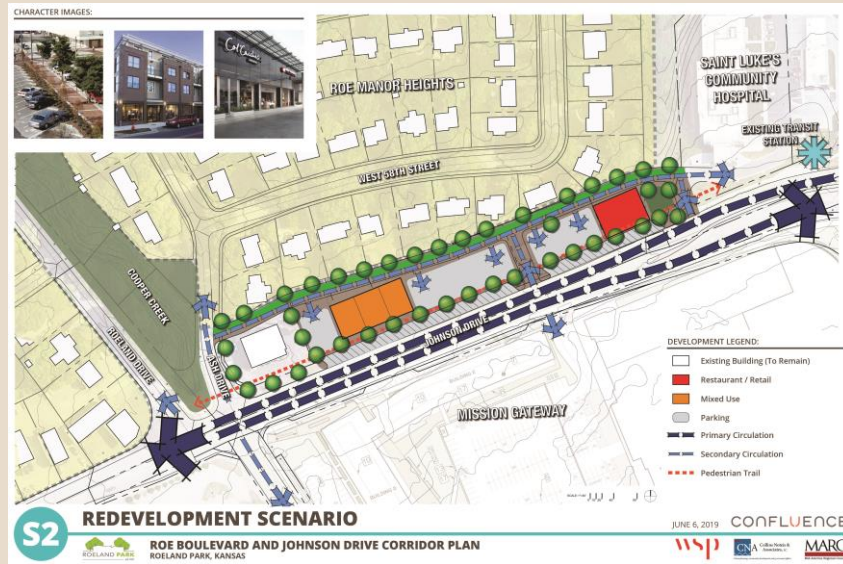 CHARACTER IMAGES:
ROE MANOR HEIGHTS
SAINT LUKE'S
COMMUNITY
HOSPITAL
EXISTING TRANSIT
STATION
WEST 58TH STREET
COOPER CREEK
ROELAND DRIVE
ASH DRIVE
JOHNSON DRIVE
MISSION GATEWAY
DEVELOPMENT LEGEND:
Existing Building (To Remain)
Restaurant / Retail
Mixed Use
Parking
Primary Circulation
Secondary Circulation
Pedestrian Trail
S2
REDEVELOPMENT SCENARIO
ROELAND PARK
ROE BOULEVARD AND JOHNSON DRIVE CORRIDOR PLAN
ROELAND PARK, KANSAS
JUNE 6, 2019
CONFLUENCE
wsp
CNA
MARC